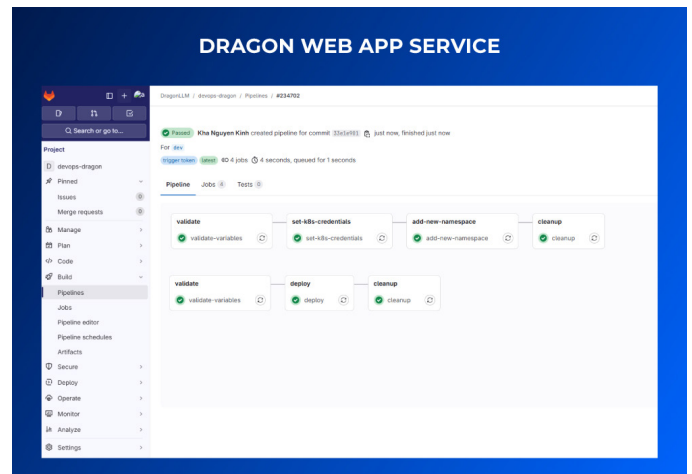 DRAGON WEB APP SERVICE
DragonLLM / devops-dragon / Pipelines / #234702
Search or go to...
Passed Kha Nguyen Kinh created pipeline for commit just now, finished just now
For dev
trigger token latest 4 jobs 4 seconds, queued for 1 seconds
Project
D devops-dragon
Pinned
Issues 0
Merge requests 0
Manage
Plan
Code
Build
Pipelines
Jobs
Pipeline editor
Pipeline schedules
Artifacts
Secure
Deploy
Operate
Monitor
Analyze
Settings
Pipeline Jobs 4 Tests 0
validate set-k8s-credentials add-new-namespace cleanup
validate-variables set-k8s-credentials add-new-namespace cleanup
validate deploy cleanup
validate-variables deploy cleanup